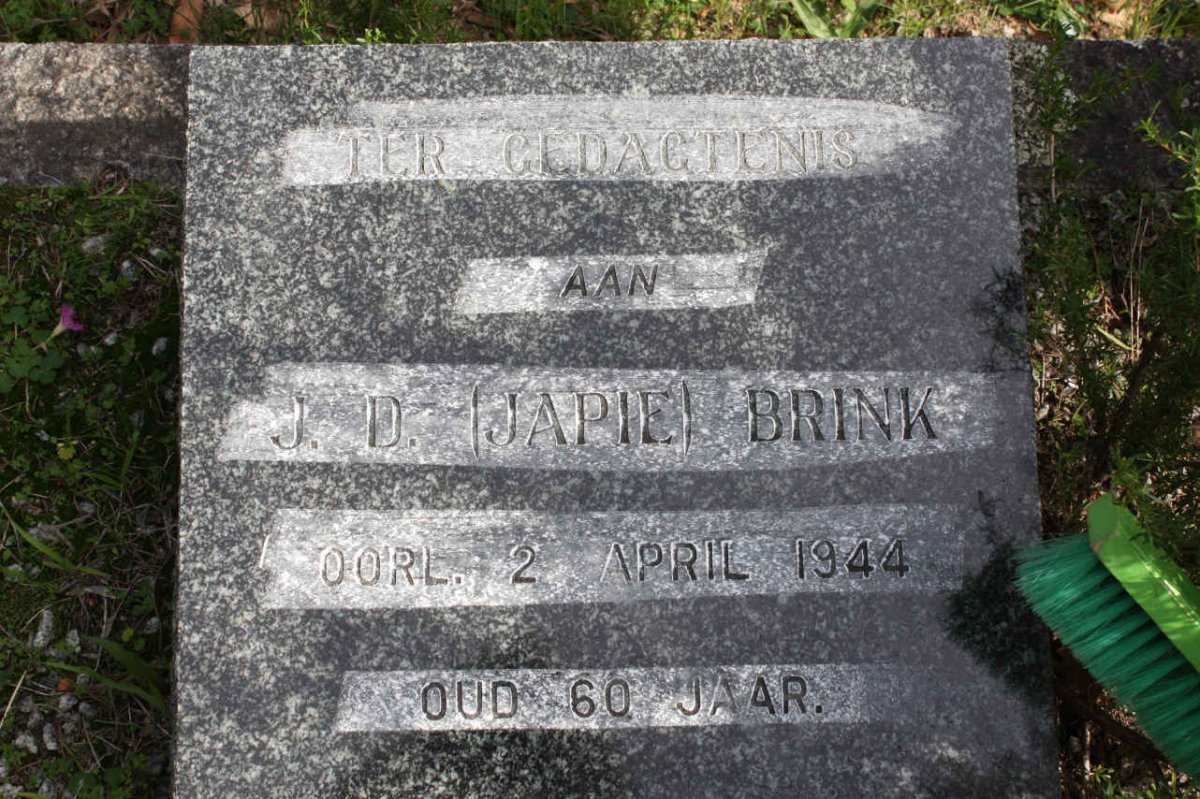 TER GEDAGTENIS
AAN
J. D. (JAPIE) BRINK
OORL. 2 APRIL 1944
OUD 60 JAAR.